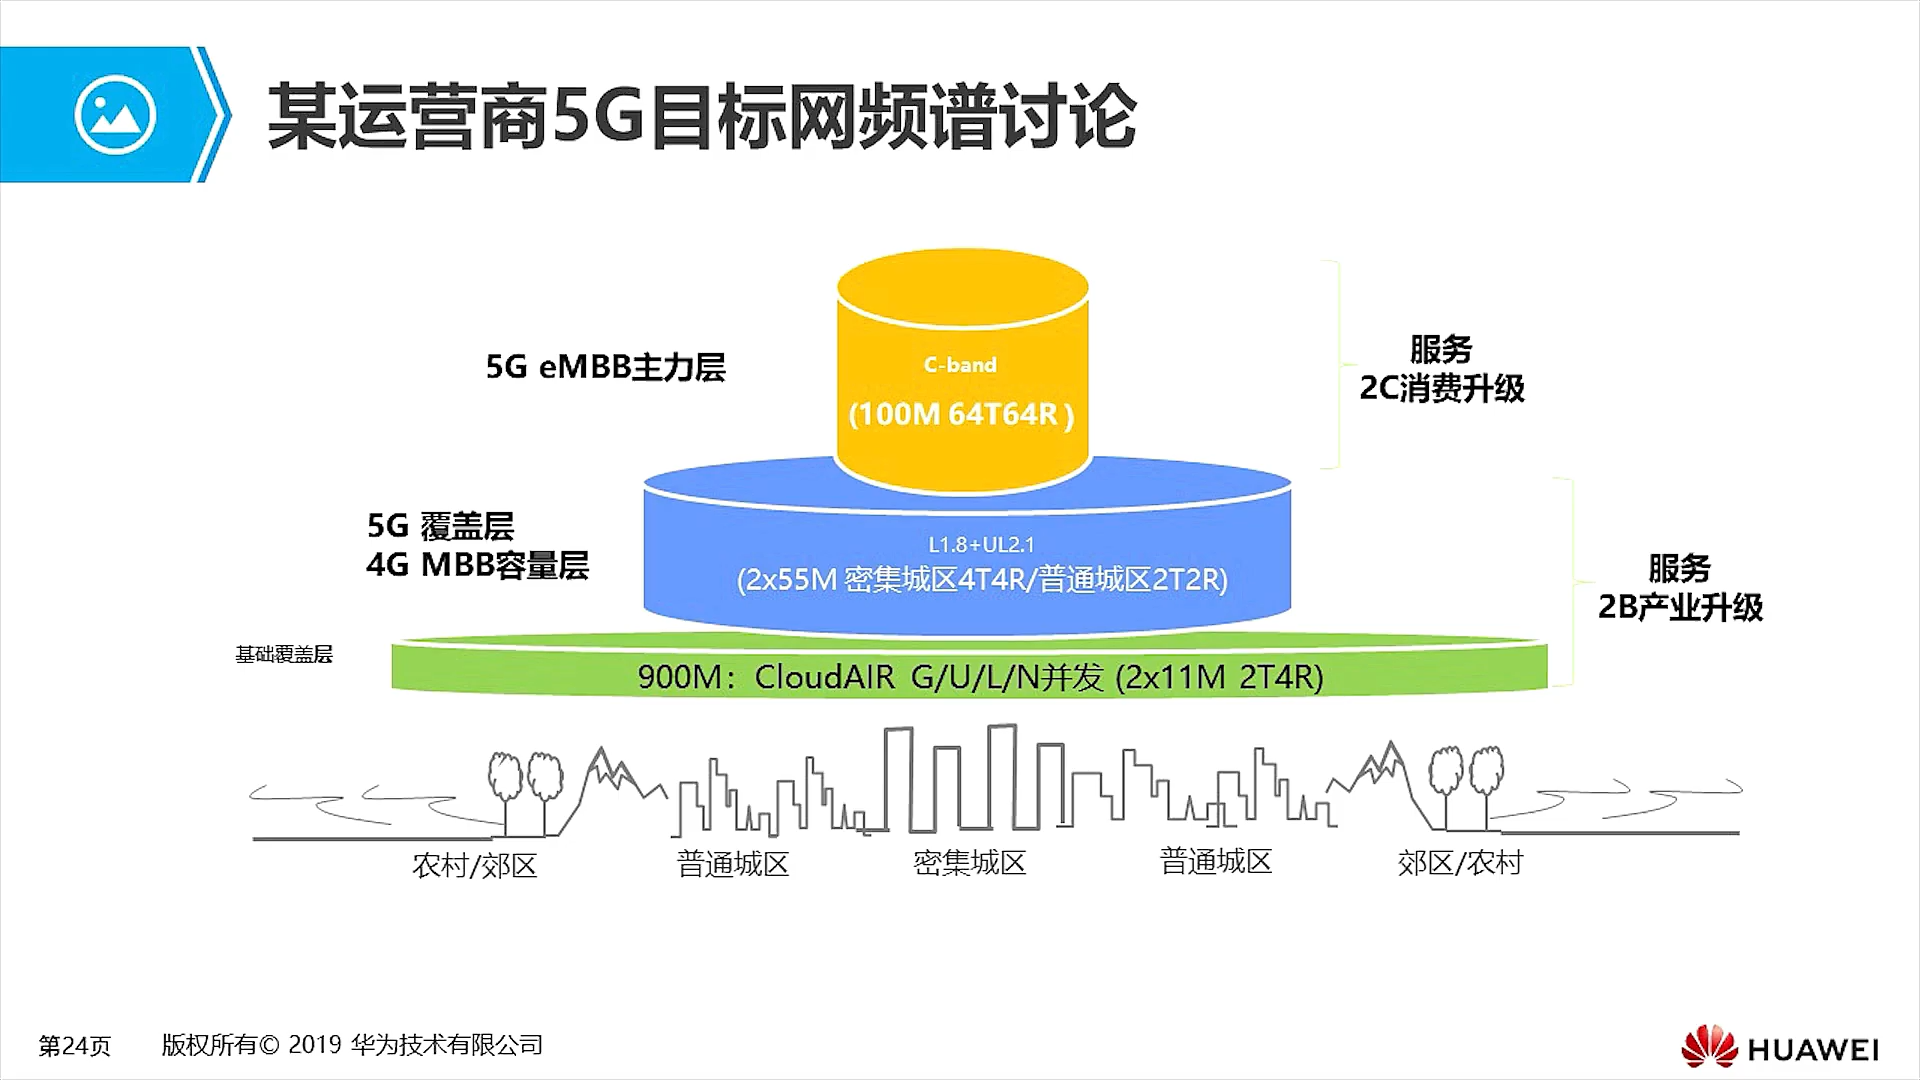 某运营商5G目标网频谱讨论
C-band
(100M 64T64R )
5G eMBB主力层
服务
2C消费升级
5G 覆盖层
4G MBB容量层
L1.8+UL2.1
(2x55M 密集城区4T4R/普通城区2T2R)
服务
2B产业升级
基础覆盖层
900M：CloudAIR G/U/L/N并发 (2x11M 2T4R)
农村/郊区
普通城区
密集城区
普通城区
郊区/农村
第24页
版权所有© 2019 华为技术有限公司
HUAWEI